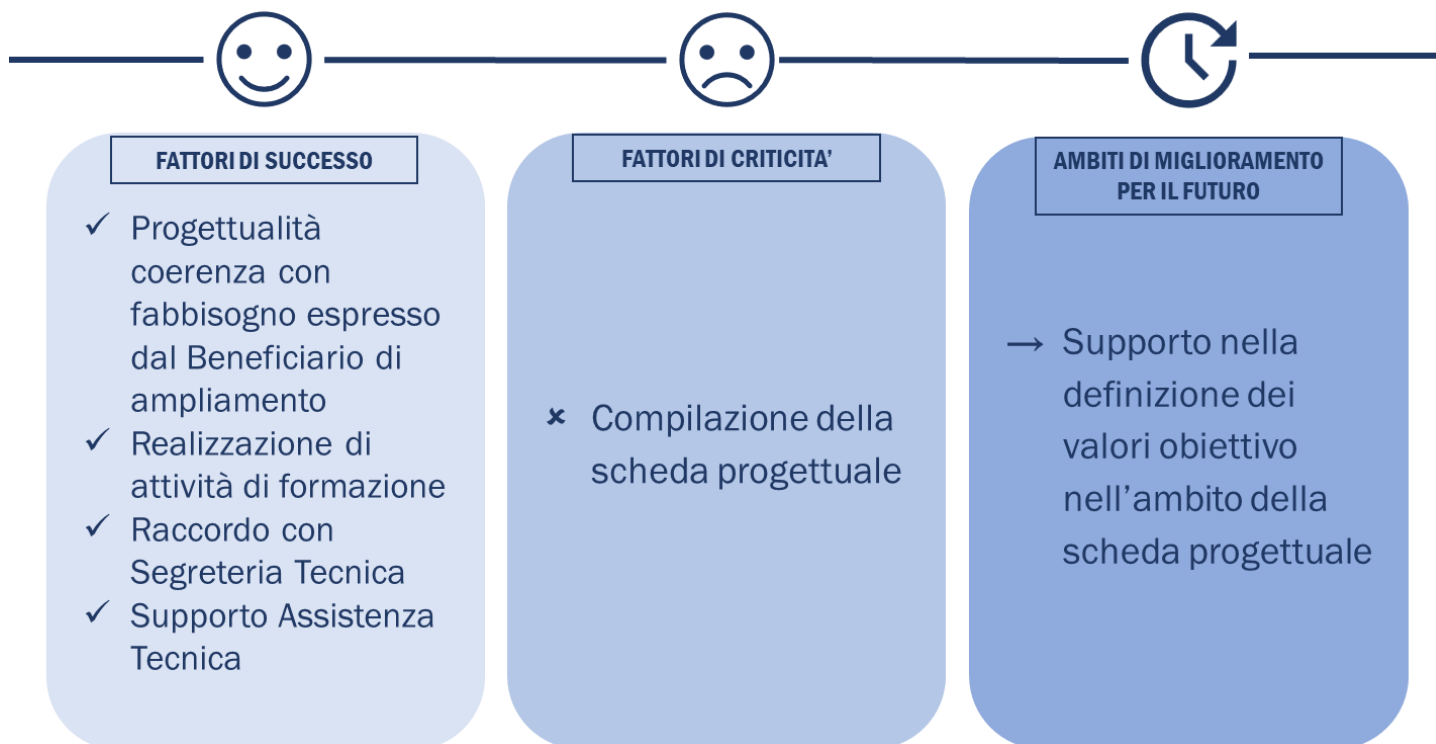 FATTORI DI SUCCESSO
✓ Progettualità
coerenza con
fabbisogno espresso
dal Beneficiario di
ampliamento
✓ Realizzazione di
attività di formazione
✓ Raccordo con
Segreteria Tecnica
✓ Supporto Assistenza
Tecnica
FATTORI DI CRITICITA’
× Compilazione della
scheda progettuale
AMBITI DI MIGLIORAMENTO
PER IL FUTURO
→ Supporto nella
definizione dei
valori obiettivo
nell’ambito della
scheda progettuale